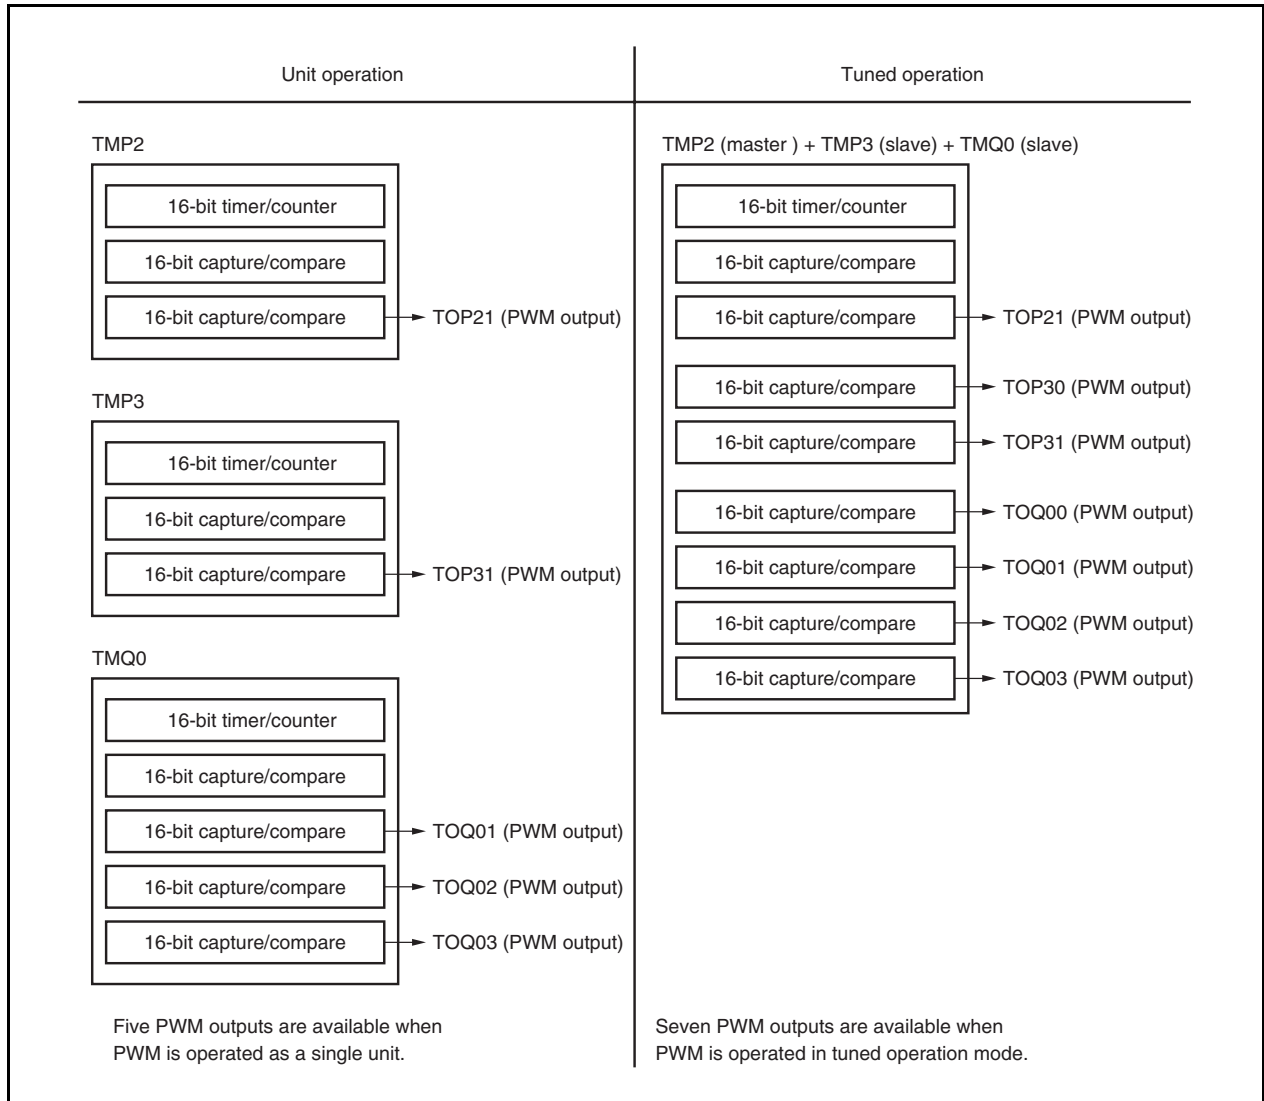 Unit operation
TMP2
16-bit timer/counter
16-bit capture/compare
16-bit capture/compare
TOP21 (PWM output)
TMP3
16-bit timer/counter
16-bit capture/compare
16-bit capture/compare
TOP31 (PWM output)
TMQ0
16-bit timer/counter
16-bit capture/compare
16-bit capture/compare
TOQ01 (PWM output)
16-bit capture/compare
TOQ02 (PWM output)
16-bit capture/compare
TOQ03 (PWM output)
Five PWM outputs are available when
PWM is operated as a single unit.
Tuned operation
TMP2 (master ) + TMP3 (slave) + TMQ0 (slave)
16-bit timer/counter
16-bit capture/compare
16-bit capture/compare
TOP21 (PWM output)
16-bit capture/compare
TOP30 (PWM output)
16-bit capture/compare
TOP31 (PWM output)
16-bit capture/compare
TOQ00 (PWM output)
16-bit capture/compare
TOQ01 (PWM output)
16-bit capture/compare
TOQ02 (PWM output)
16-bit capture/compare
TOQ03 (PWM output)
Seven PWM outputs are available when
PWM is operated in tuned operation mode.